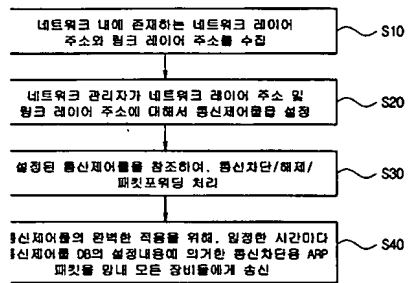 네트워크 내에 존재하는 네트워크 레이어
주소와 링크 레이어 주소를 수집
S10
네트워크 관리자가 네트워크 레이어 주소 및
링크 레이어 주소에 대해서 통신제어룰을 설정
S20
설정된 통신제어룰을 참조하여, 통신차단/해제/
패킷포워딩 처리
S30
통신제어룰의 완벽한 적용을 위해, 일정한 시간마다
통신제어룰 DB의 설정내용에 의거한 통신차단용 ARP
패킷을 망내 모든 장비들에게 송신
S40